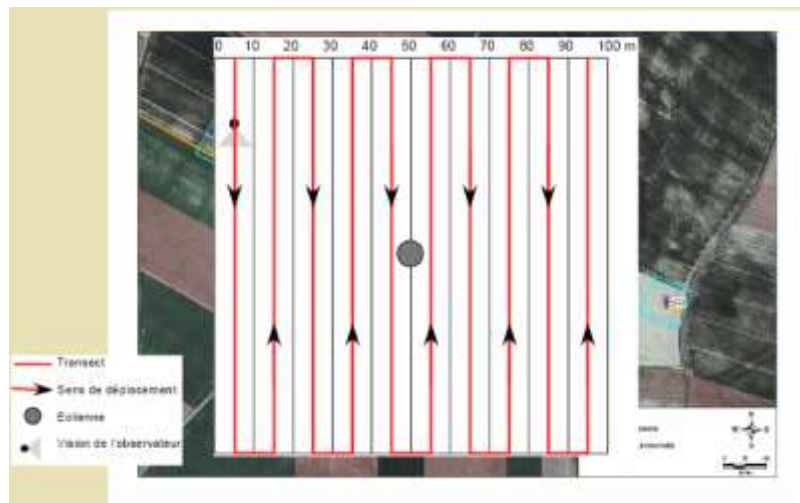 0 10 20 30 40 50 60 70 80 90 100 m
Transect
Sens de déplacement
Eolienne
Vision de l'observateur